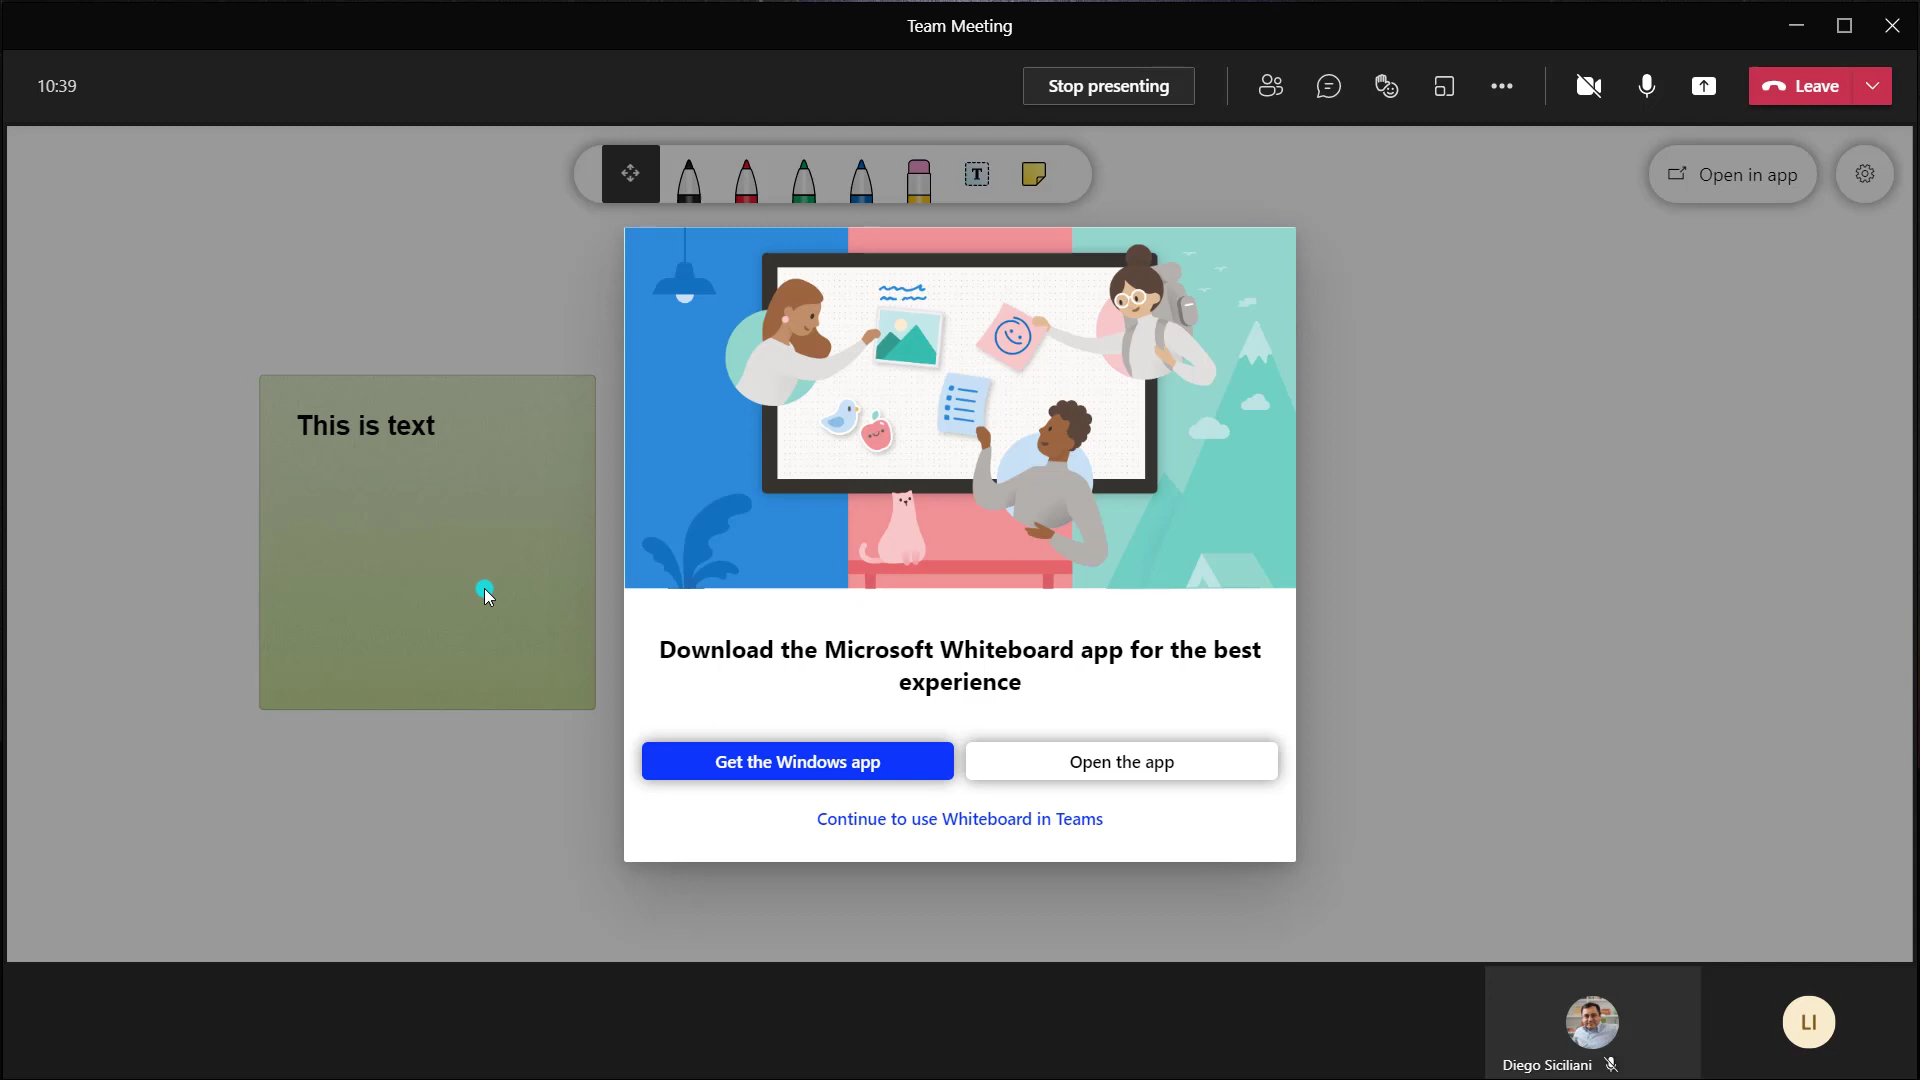 Team Meeting
10:39
Stop presenting
Leave
T
Open in app
This is text
Download the Microsoft Whiteboard app for the best
experience
Get the Windows app
Open the app
Continue to use Whiteboard in Teams
Diego Siciliani
LI